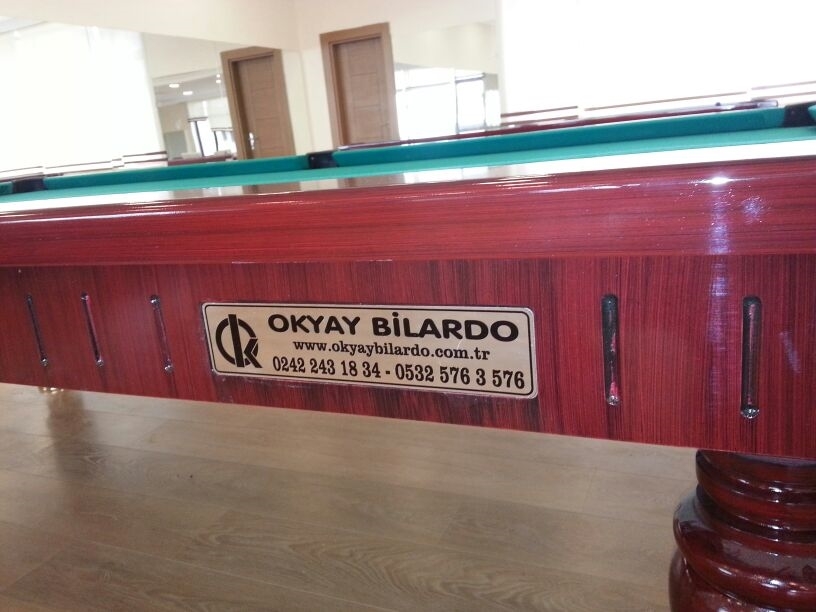 OKYAY BİLARDO
www.okyaybilardo.com.tr
0242 243 18 34 - 0532 576 3 576